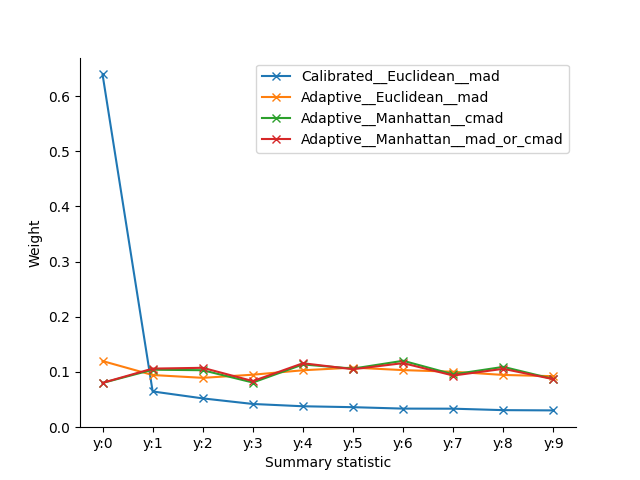 Calibrated__Euclidean__mad
Adaptive__Euclidean__mad
Adaptive__Manhattan__cmad
Adaptive__Manhattan__mad_or_cmad
0.6
0.5
0.4
0.3
0.2
0.1
0.0
Weight
y:0 y:1 y:2 y:3 y:4 y:5 y:6 y:7 y:8 y:9
Summary statistic